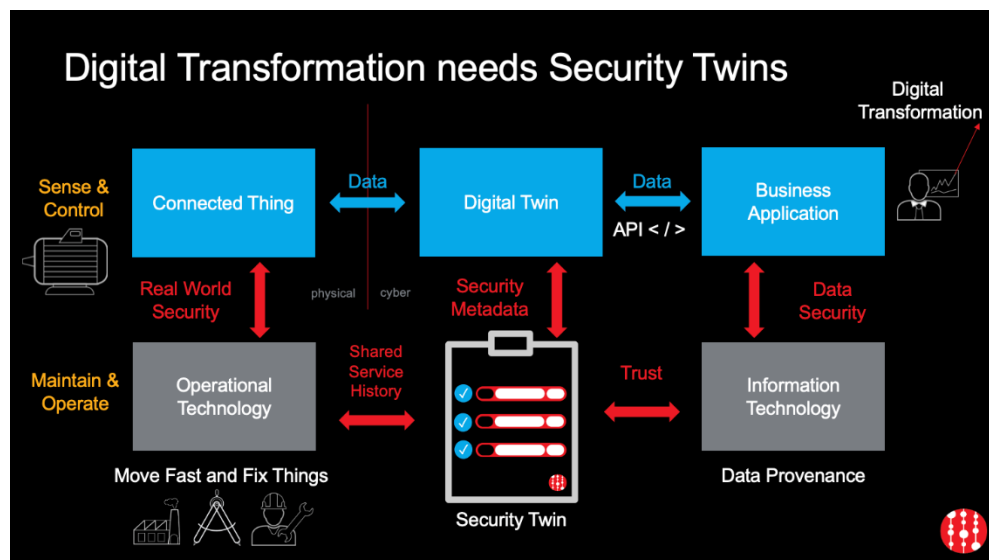 Digital Transformation needs Security Twins
Digital
Transformation
Sense &
Control
Connected Thing
Data
Digital Twin
Data
API < / >
Business
Application
Real World
Security
physical
cyber
Security
Metadata
Data
Security
Maintain &
Operate
Operational
Technology
Shared
Service
History
Trust
Information
Technology
Move Fast and Fix Things
Security Twin
Data Provenance